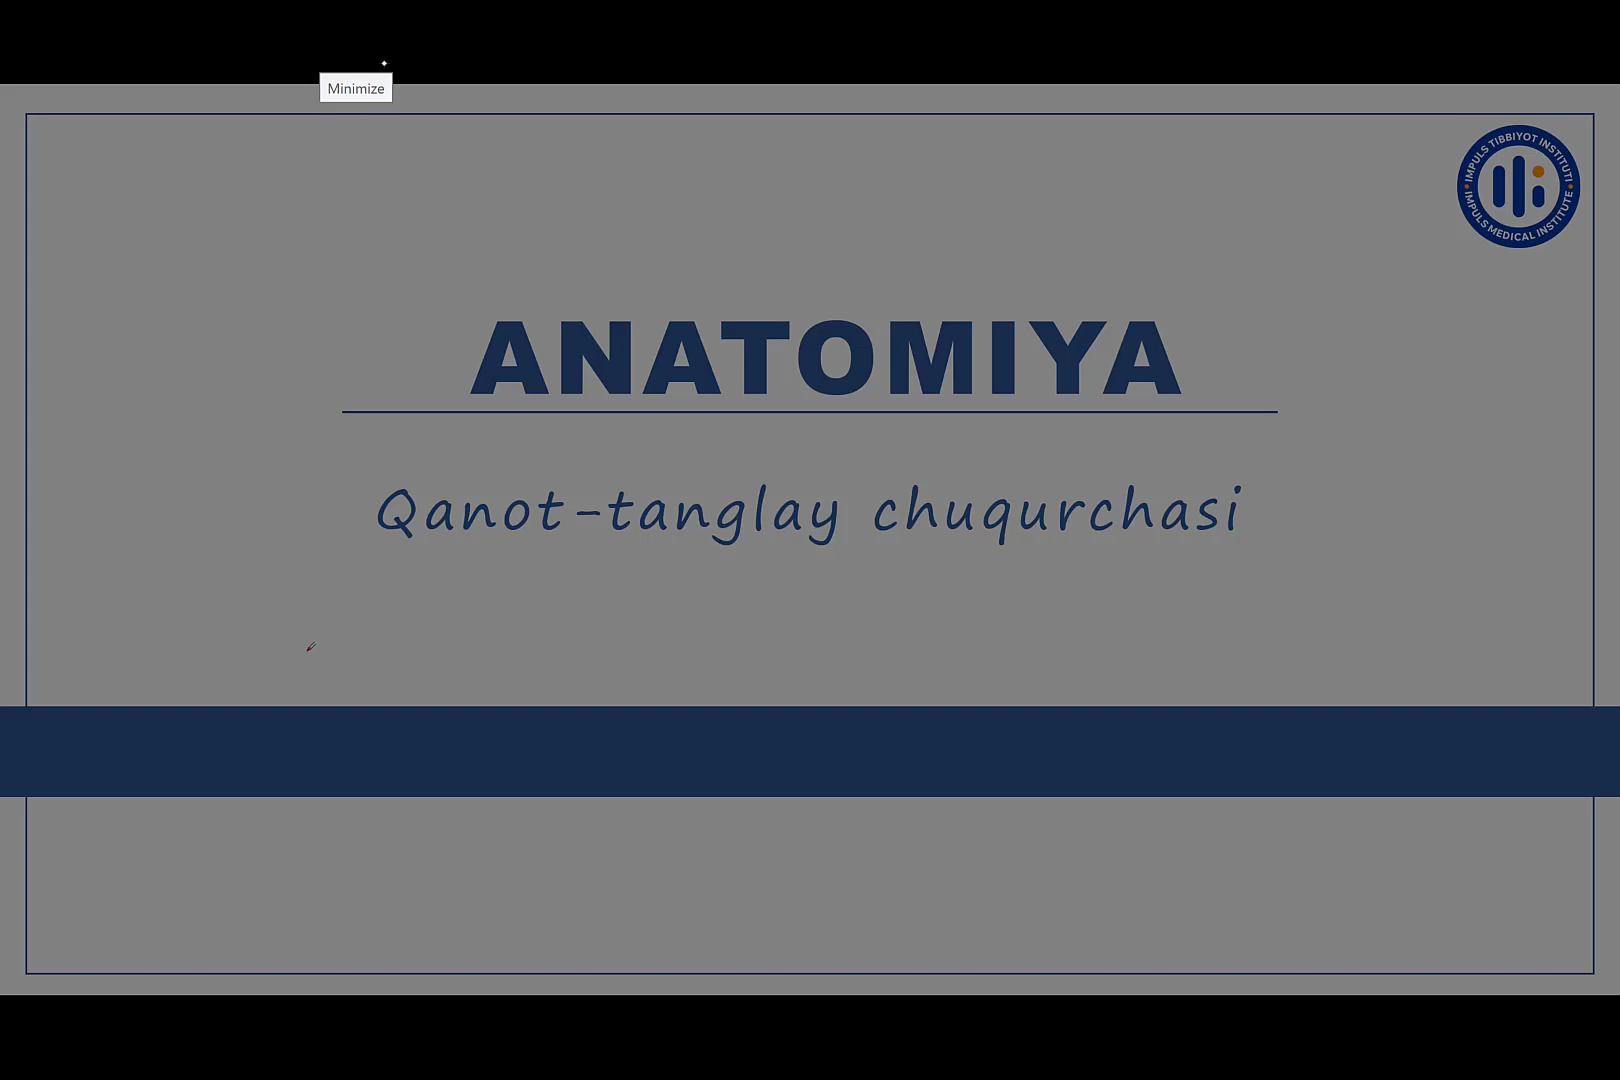 Minimize
IMPULS TIBBIYOT INSTITUTI
IMPULS MEDICAL INSTITUTE
ANATOMIYA
Qanot-tanglay chuqurchasi